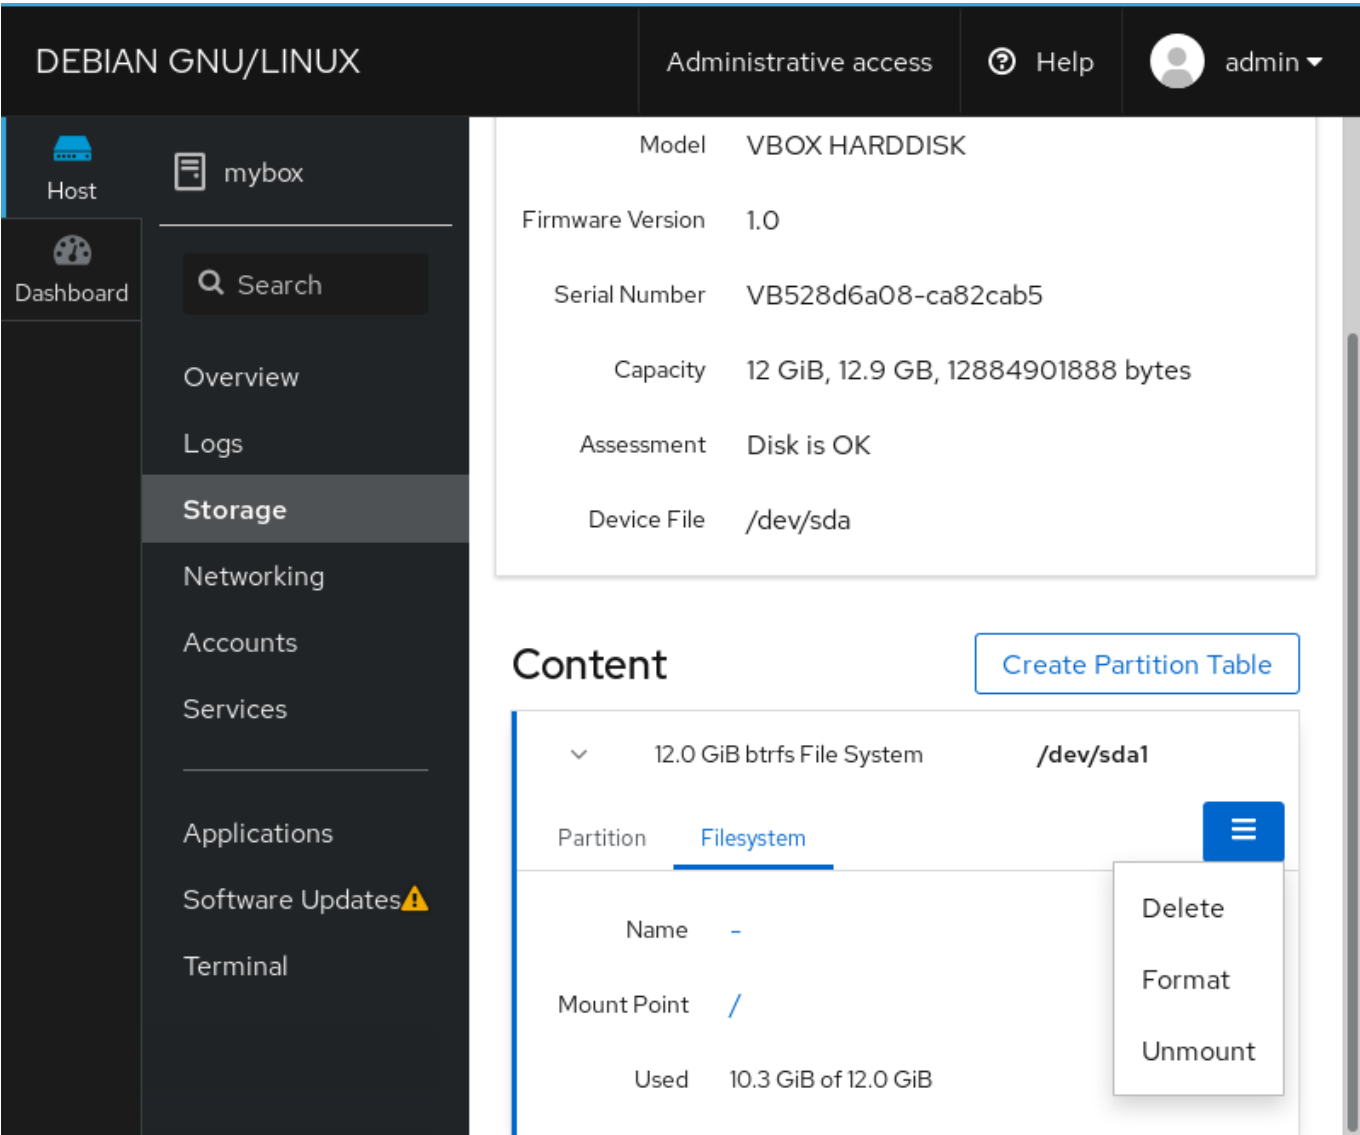 DEBIAN GNU/LINUX
Administrative access
Help
admin
Host
Dashboard
mybox
Search
Overview
Logs
Storage
Networking
Accounts
Services
Applications
Software Updates
Terminal
Model VBOX HARDDISK
Firmware Version 1.0
Serial Number VB528d6a08-ca82cab5
Capacity 12 GiB, 12.9 GB, 12884901888 bytes
Assessment Disk is OK
Device File /dev/sda
Content
Create Partition Table
12.0 GiB btrfs File System /dev/sda1
Partition Filesystem
Name -
Mount Point /
Used 10.3 GiB of 12.0 GiB
Delete
Format
Unmount